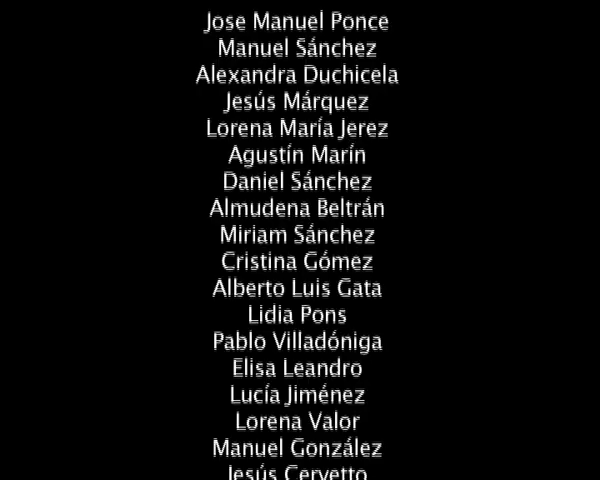 Jose Manuel Ponce
Manuel Sánchez
Alexandra Duchicela
Jesús Márquez
Lorena María Jerez
Agustín Marín
Daniel Sánchez
Almudena Beltrán
Miriam Sánchez
Cristina Gómez
Alberto Luis Gata
Lidia Pons
Pablo Villadóniga
Elisa Leandro
Lucía Jiménez
Lorena Valor
Manuel González
Jesús Cervetto